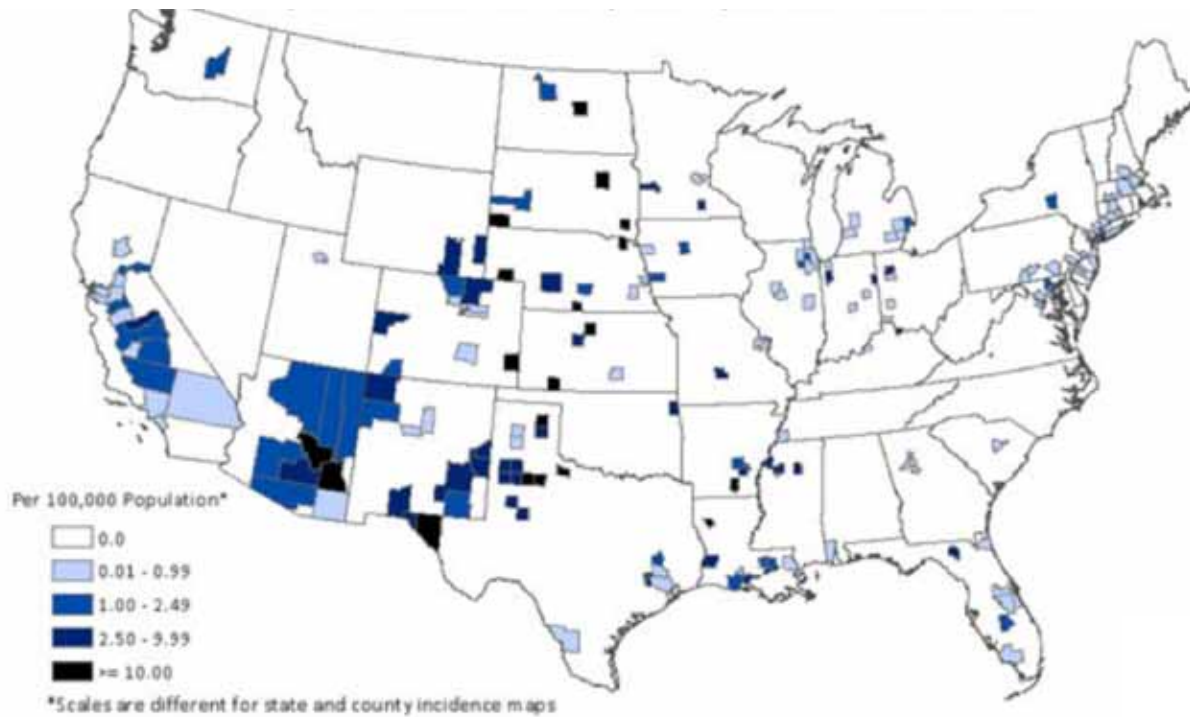 Per 100,000 Population*
0.0
0.01 - 0.99
1.00 - 2.49
2.50 - 9.99
>= 10.00
*Scales are different for state and county incidence maps